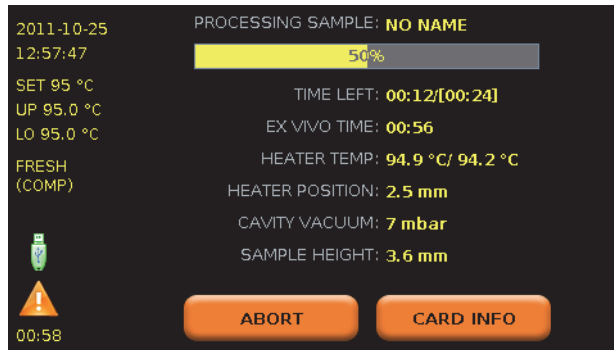 2011-10-25
12:57:47
SET 95 °C
UP 95.0 °C
LO 95.0 °C
FRESH
(COMP)
00:58
PROCESSING SAMPLE: NO NAME
50%
TIME LEFT: 00:12/[00:24]
EX VIVO TIME: 00:56
HEATER TEMP: 94.9 °C/ 94.2 °C
HEATER POSITION: 2.5 mm
CAVITY VACUUM: 7 mbar
SAMPLE HEIGHT: 3.6 mm
ABORT
CARD INFO